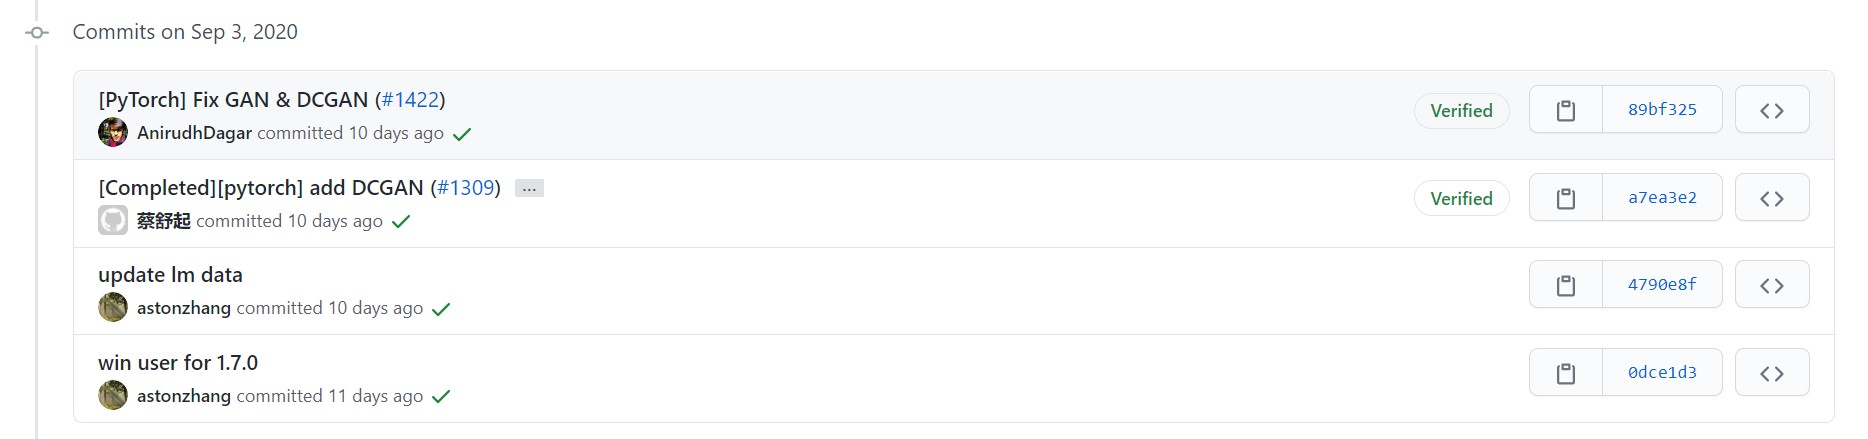 Commits on Sep 3, 2020
[PyTorch] Fix GAN & DCGAN (#1422)
AnirudhDagar committed 10 days ago
Verified
89bf325
[Completed][pytorch] add DCGAN (#1309) ...
蔡舒起 committed 10 days ago
Verified
a7ea3e2
update lm data
astonzhang committed 10 days ago
4790e8f
win user for 1.7.0
astonzhang committed 11 days ago
0dce1d3